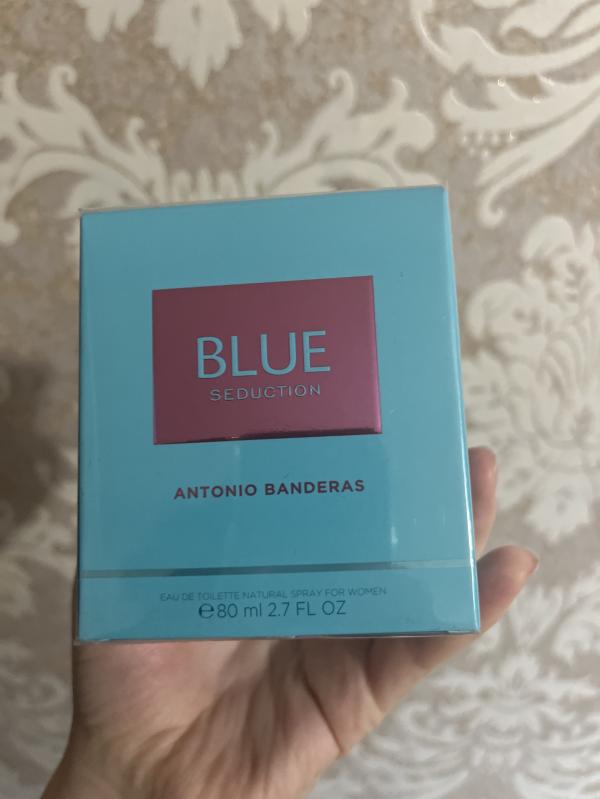 BLUE
SEDUCTION
ANTONIO BANDERAS
EAU DE TOILETTE NATURAL SPRAY FOR WOMEN
℮80 ml 2.7 FL OZ